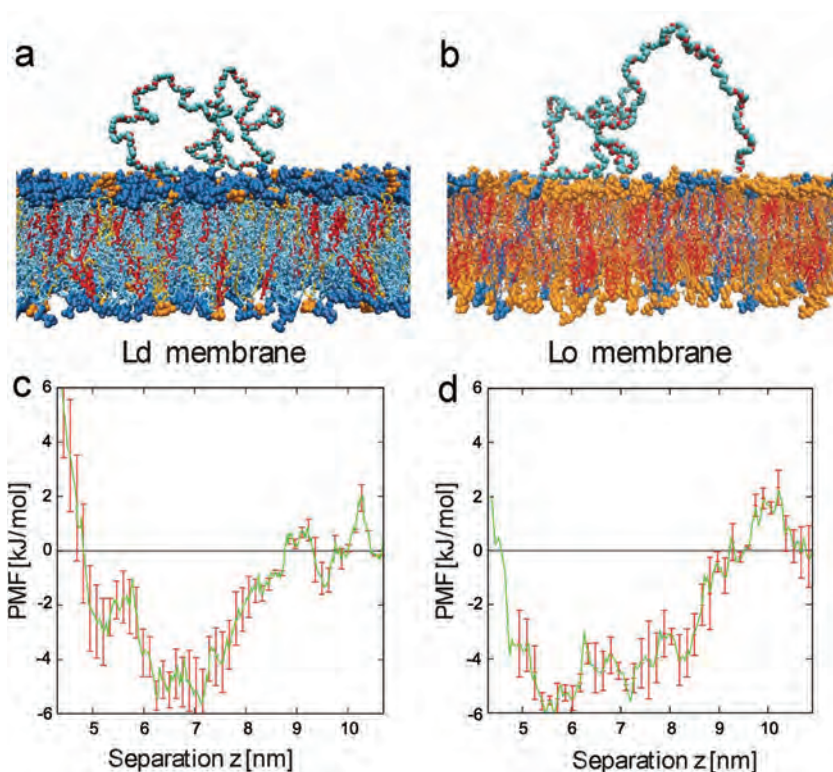 a
b
Ld membrane
Lo membrane
c
d
6
4
2
0
-2
-4
-6
PMF [kJ/mol]
5 6 7 8 9 10
Separation z [nm]
6
4
2
0
-2
-4
-6
PMF [kJ/mol]
5 6 7 8 9 10
Separation z [nm]